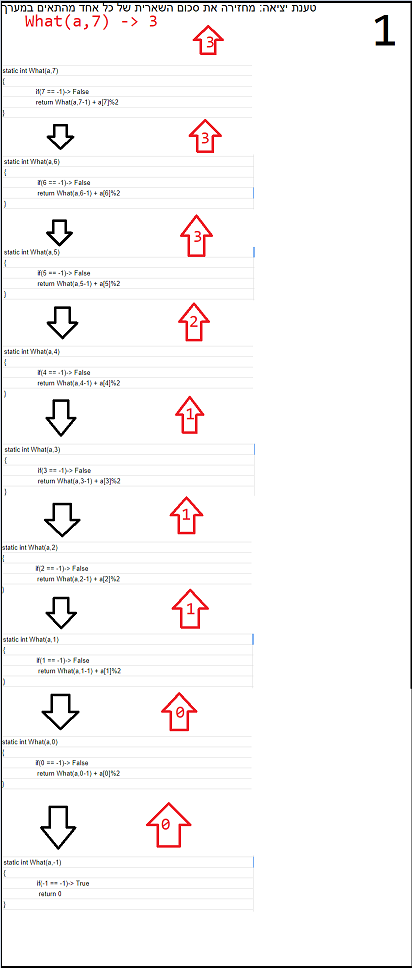 טענת יציאה: מחזירה את סכום השארית של כל אחד מהתאים במערך
What(a,7) -> 3
1
3
static int What(a,7)
{
if(7 == -1)-> False
return What(a,7-1) + a[7]%2
}
3
static int What(a,6)
{
if(6 == -1)-> False
return What(a,6-1) + a[6]%2
}
3
static int What(a,5)
{
if(5 == -1)-> False
return What(a,5-1) + a[5]%2
}
2
static int What(a,4)
{
if(4 == -1)-> False
return What(a,4-1) + a[4]%2
}
1
static int What(a,3)
{
if(3 == -1)-> False
return What(a,3-1) + a[3]%2
}
1
static int What(a,2)
{
if(2 == -1)-> False
return What(a,2-1) + a[2]%2
}
1
static int What(a,1)
{
if(1 == -1)-> False
return What(a,1-1) + a[1]%2
}
0
static int What(a,0)
{
if(0 == -1)-> False
return What(a,0-1) + a[0]%2
}
0
static int What(a,-1)
{
if(-1 == -1)-> True
return 0
}